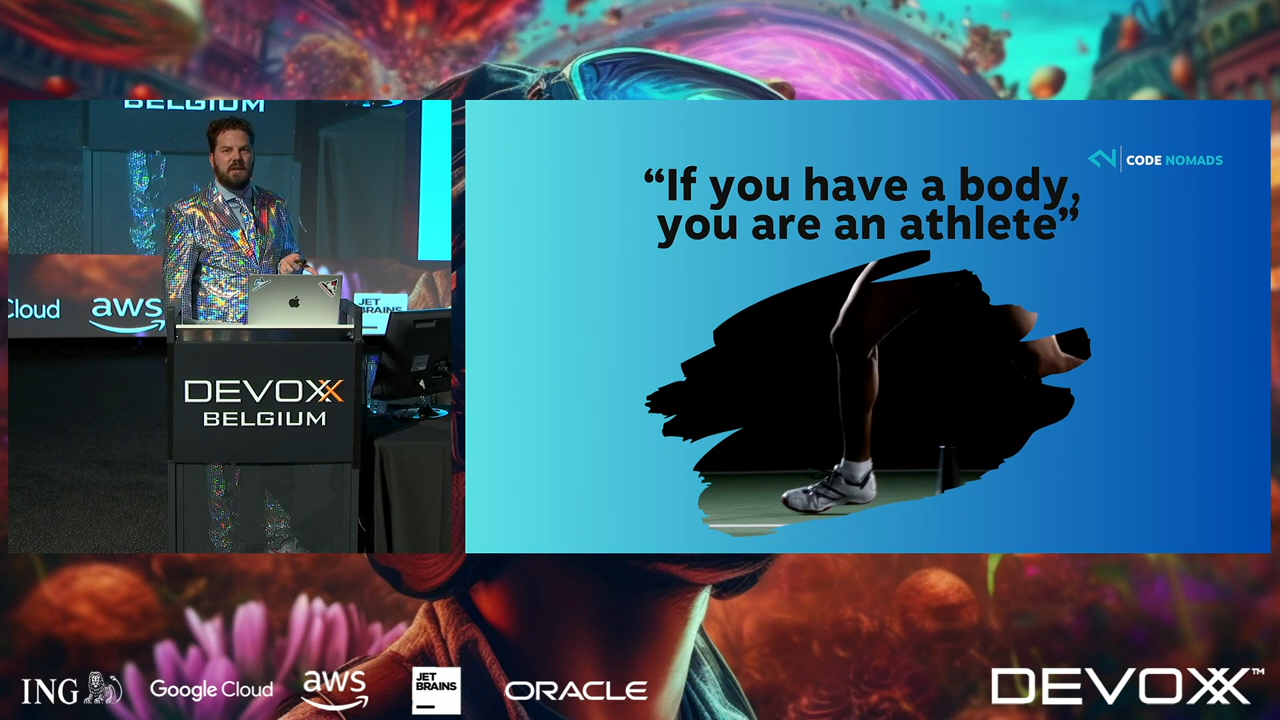 BELGIUM
Cloud
aws
JET
BRAINS
DEVOXX
BELGIUM
CODE NOMADS
“If you have a body,
you are an athlete”
ING
Google Cloud
aws
JET
BRAINS
ORACLE
DEVOXX™